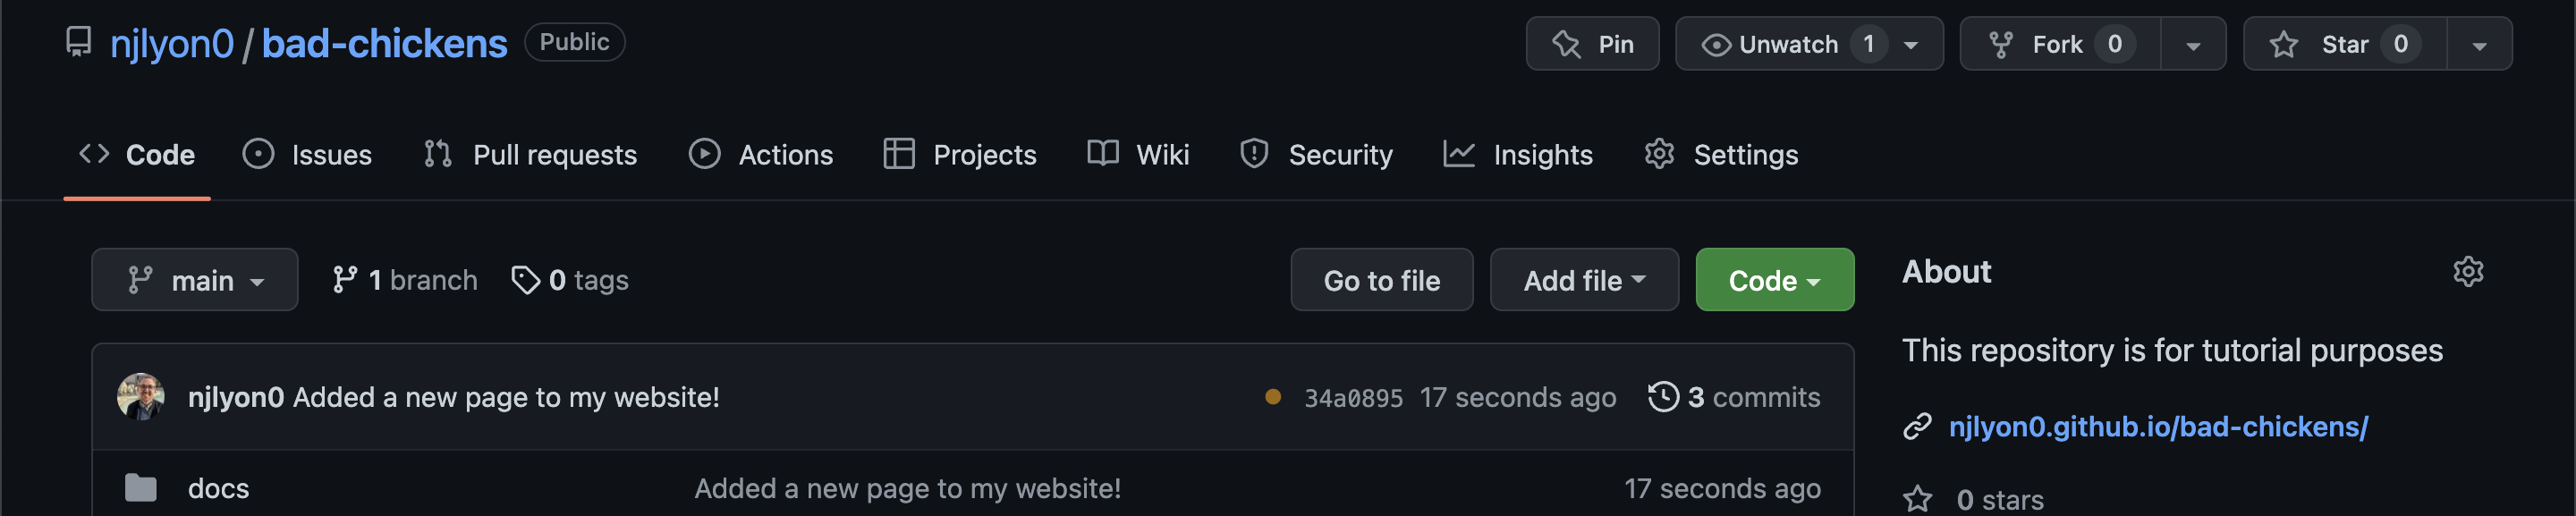 njlyon0 / bad-chickens Public Pin Unwatch 1 Fork 0 Star 0
Code Issues Pull requests Actions Projects Wiki Security Insights Settings
main 1 branch 0 tags Go to file Add file Code
About
This repository is for tutorial purposes
njlyon0 Added a new page to my website! 34a0895 17 seconds ago 3 commits
njlyon0.github.io/bad-chickens/
docs Added a new page to my website! 17 seconds ago
0 stars